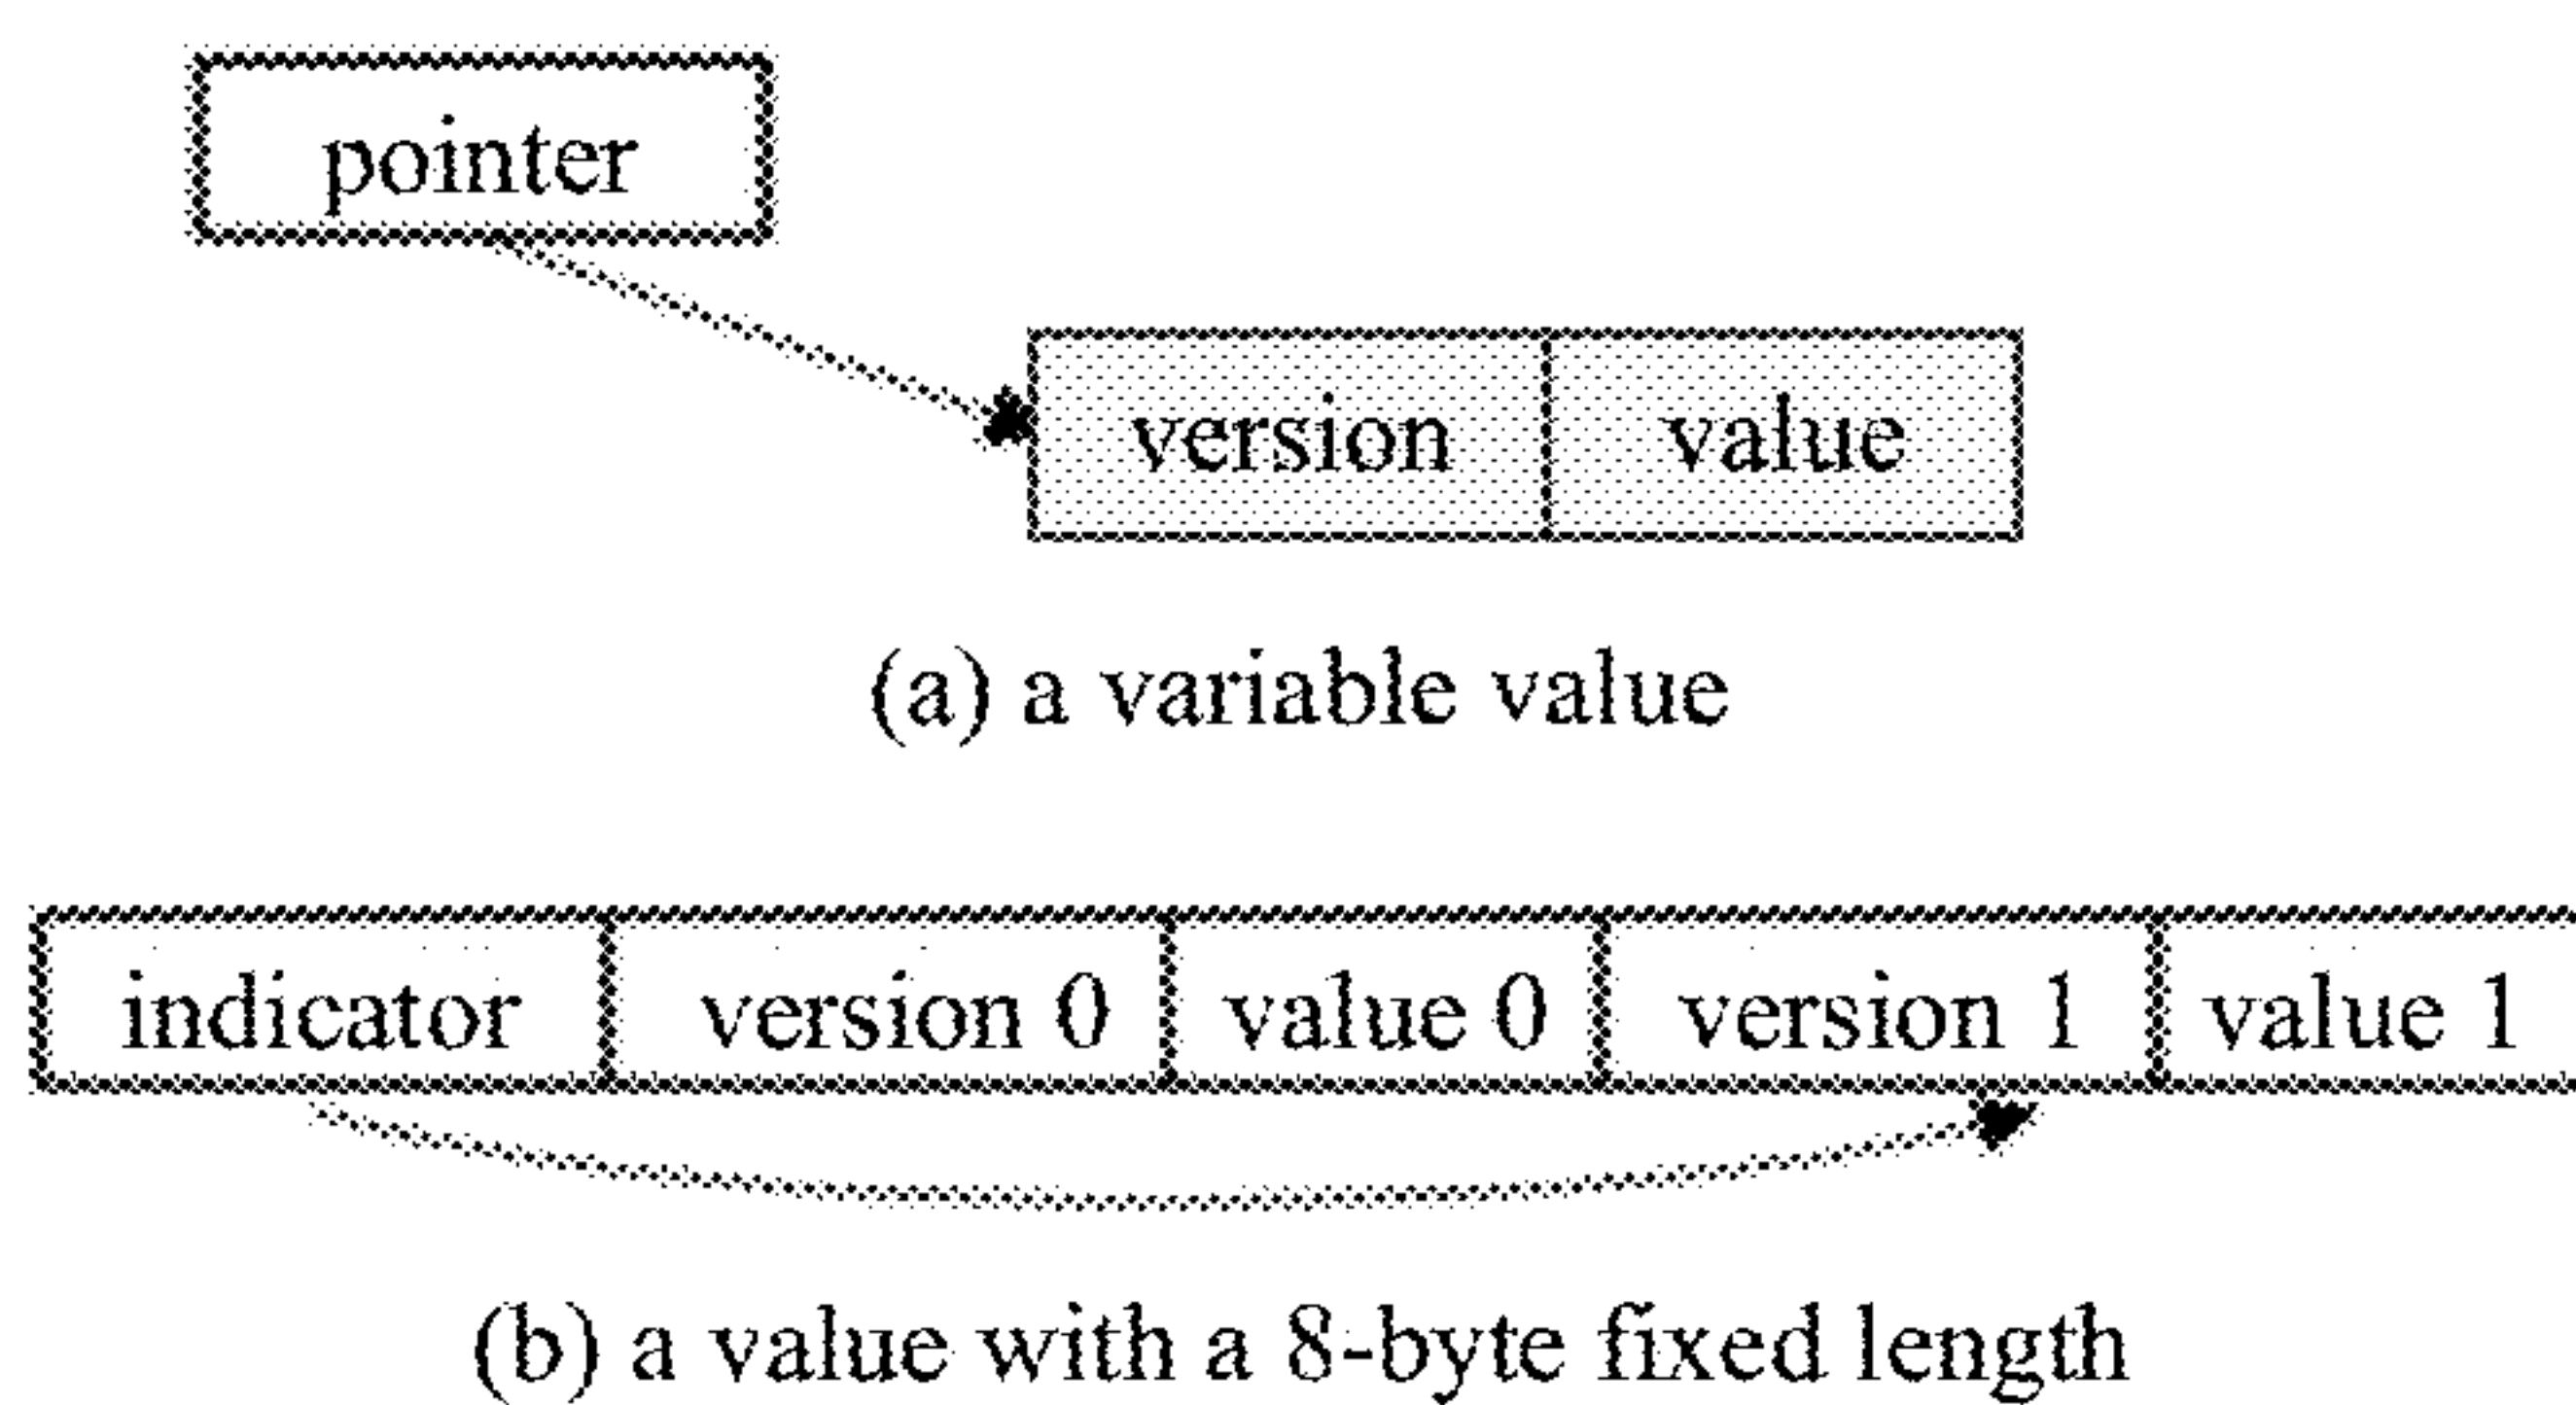 pointer
version value
(a) a variable value
indicator version 0 value 0 version 1 value 1
(b) a value with a 8-byte fixed length